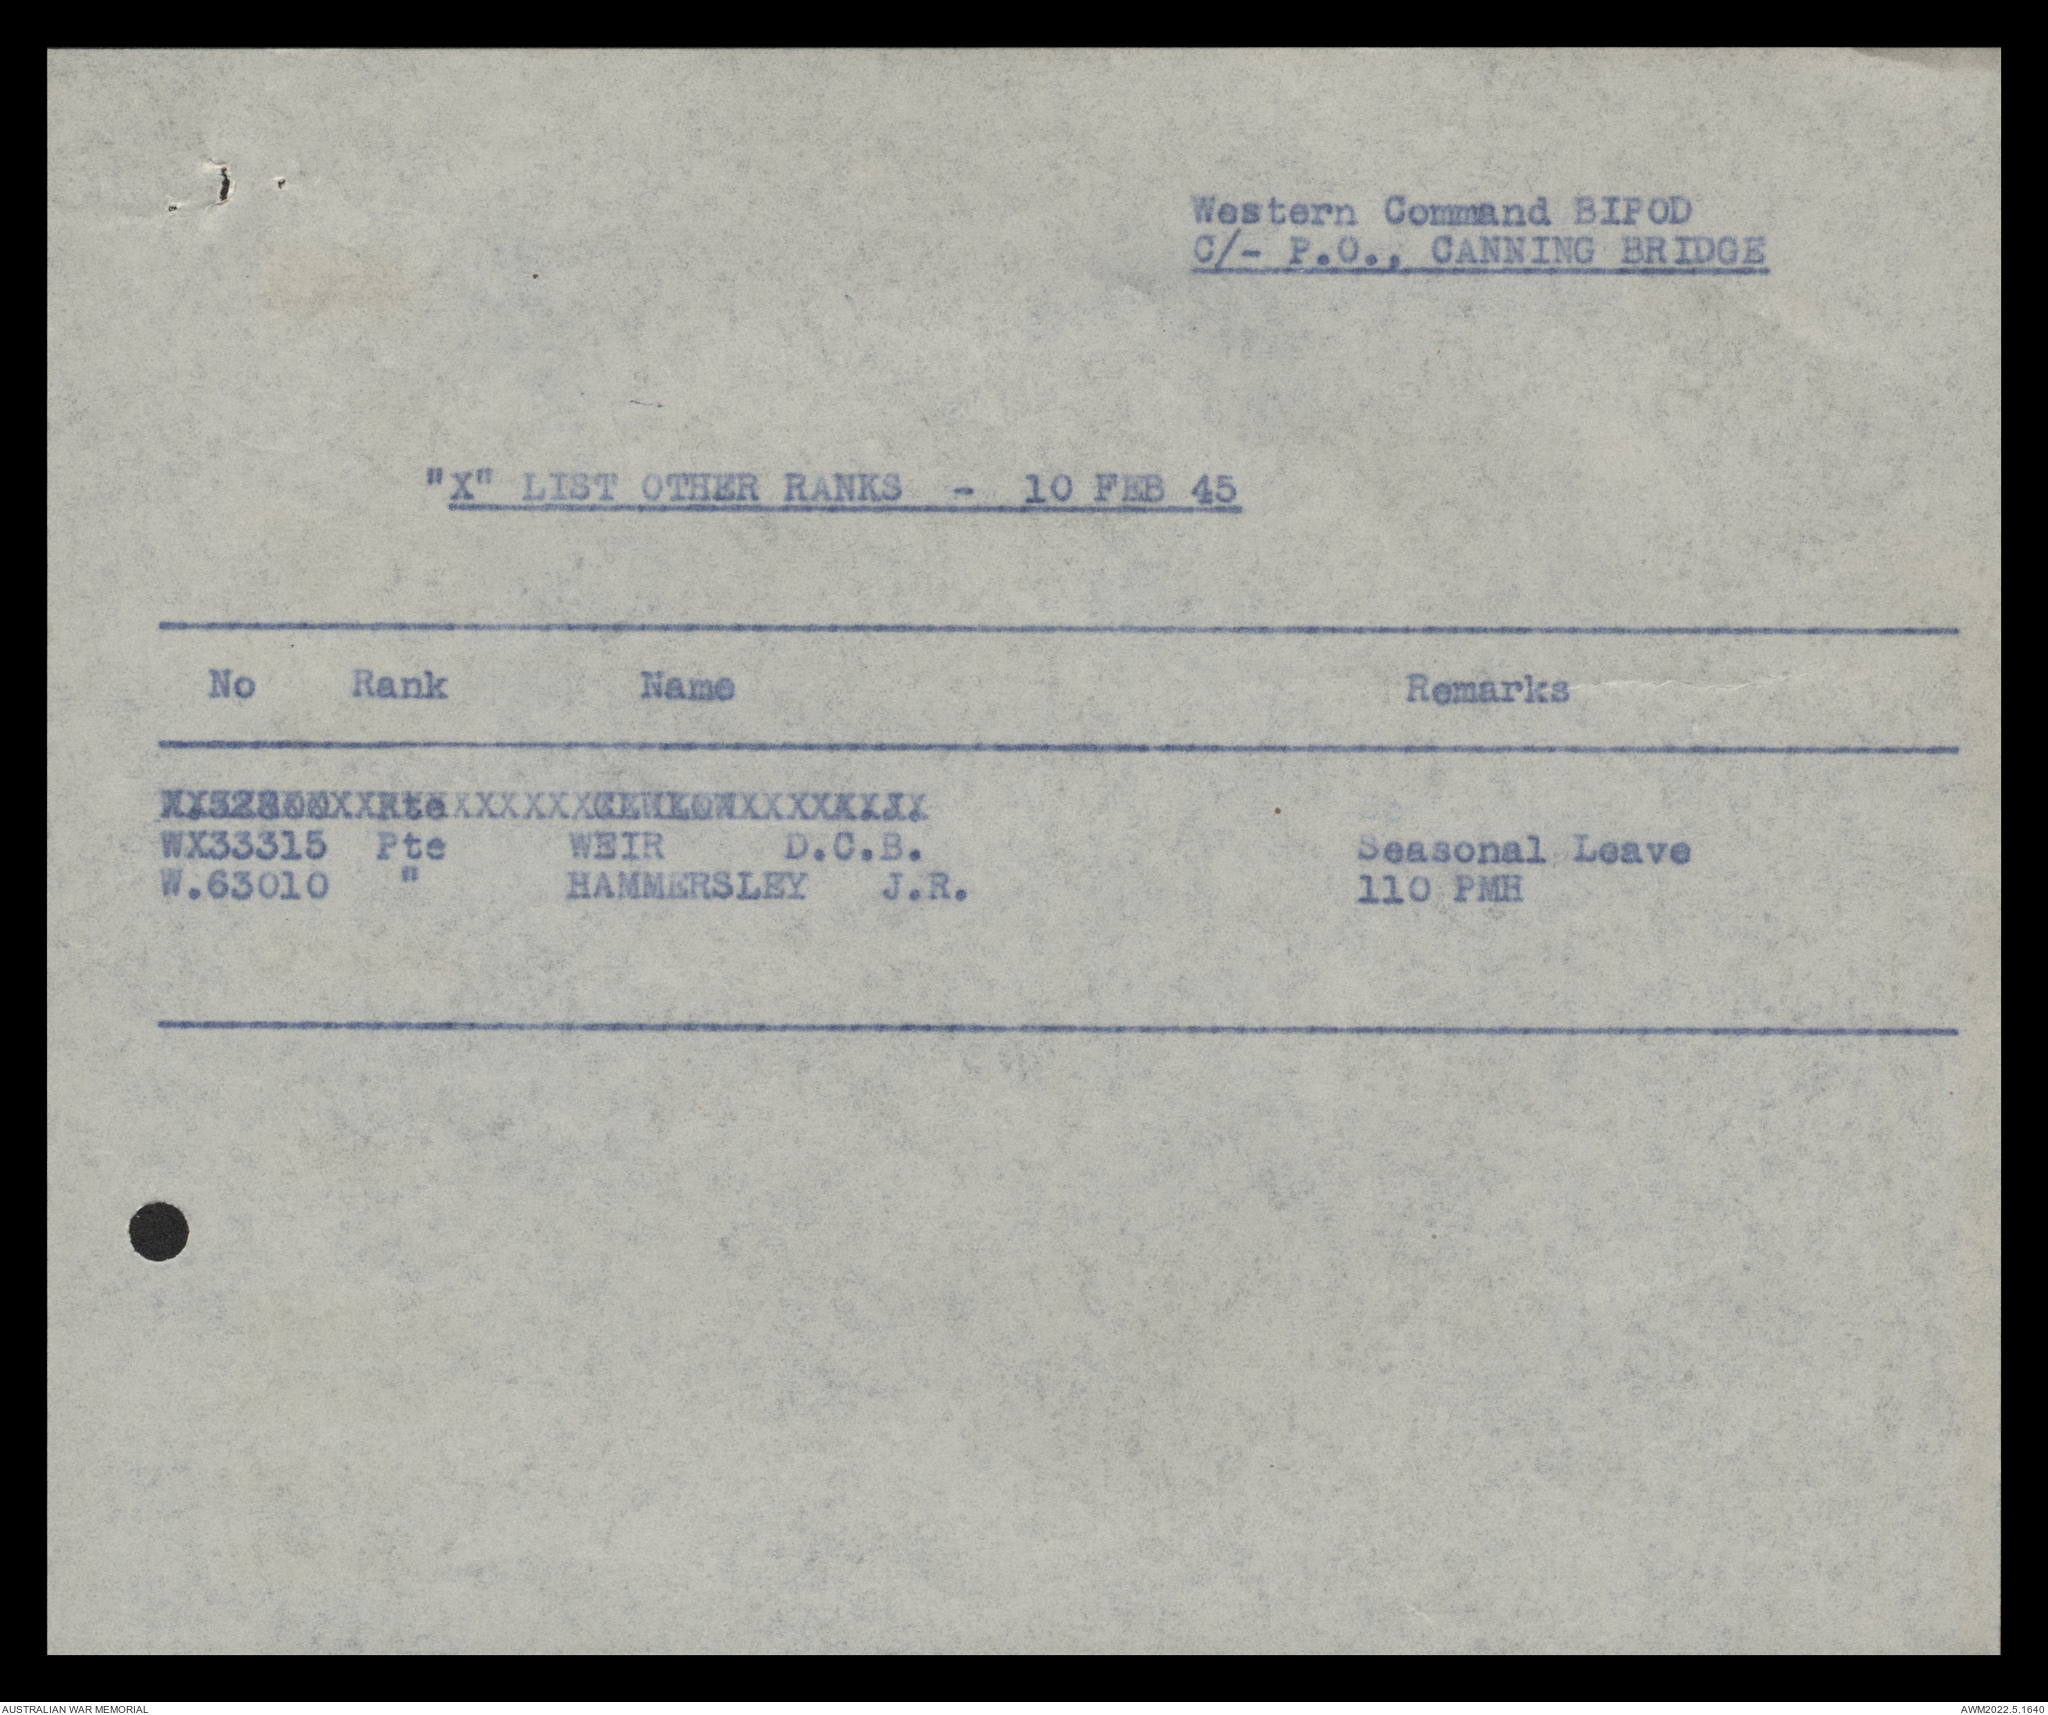 Western Command BIPOD
C/- P.O., CANNING BRIDGE
"X" LIST OTHER RANKS - 10 FEB 45
No Rank Name Remarks
Pte
WX33315 Pte WEIR D.C.B. Seasonal Leave
W.63010 " HAMMERSLEY J.R. 110 PMH
AUSTRALIAN WAR MEMORIAL AWM2022.5.1640